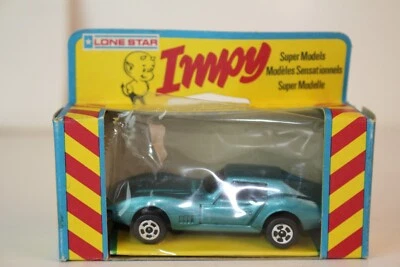 LONE STAR
Impy
Super Models
Modèles Sensationnels
Super Modelle